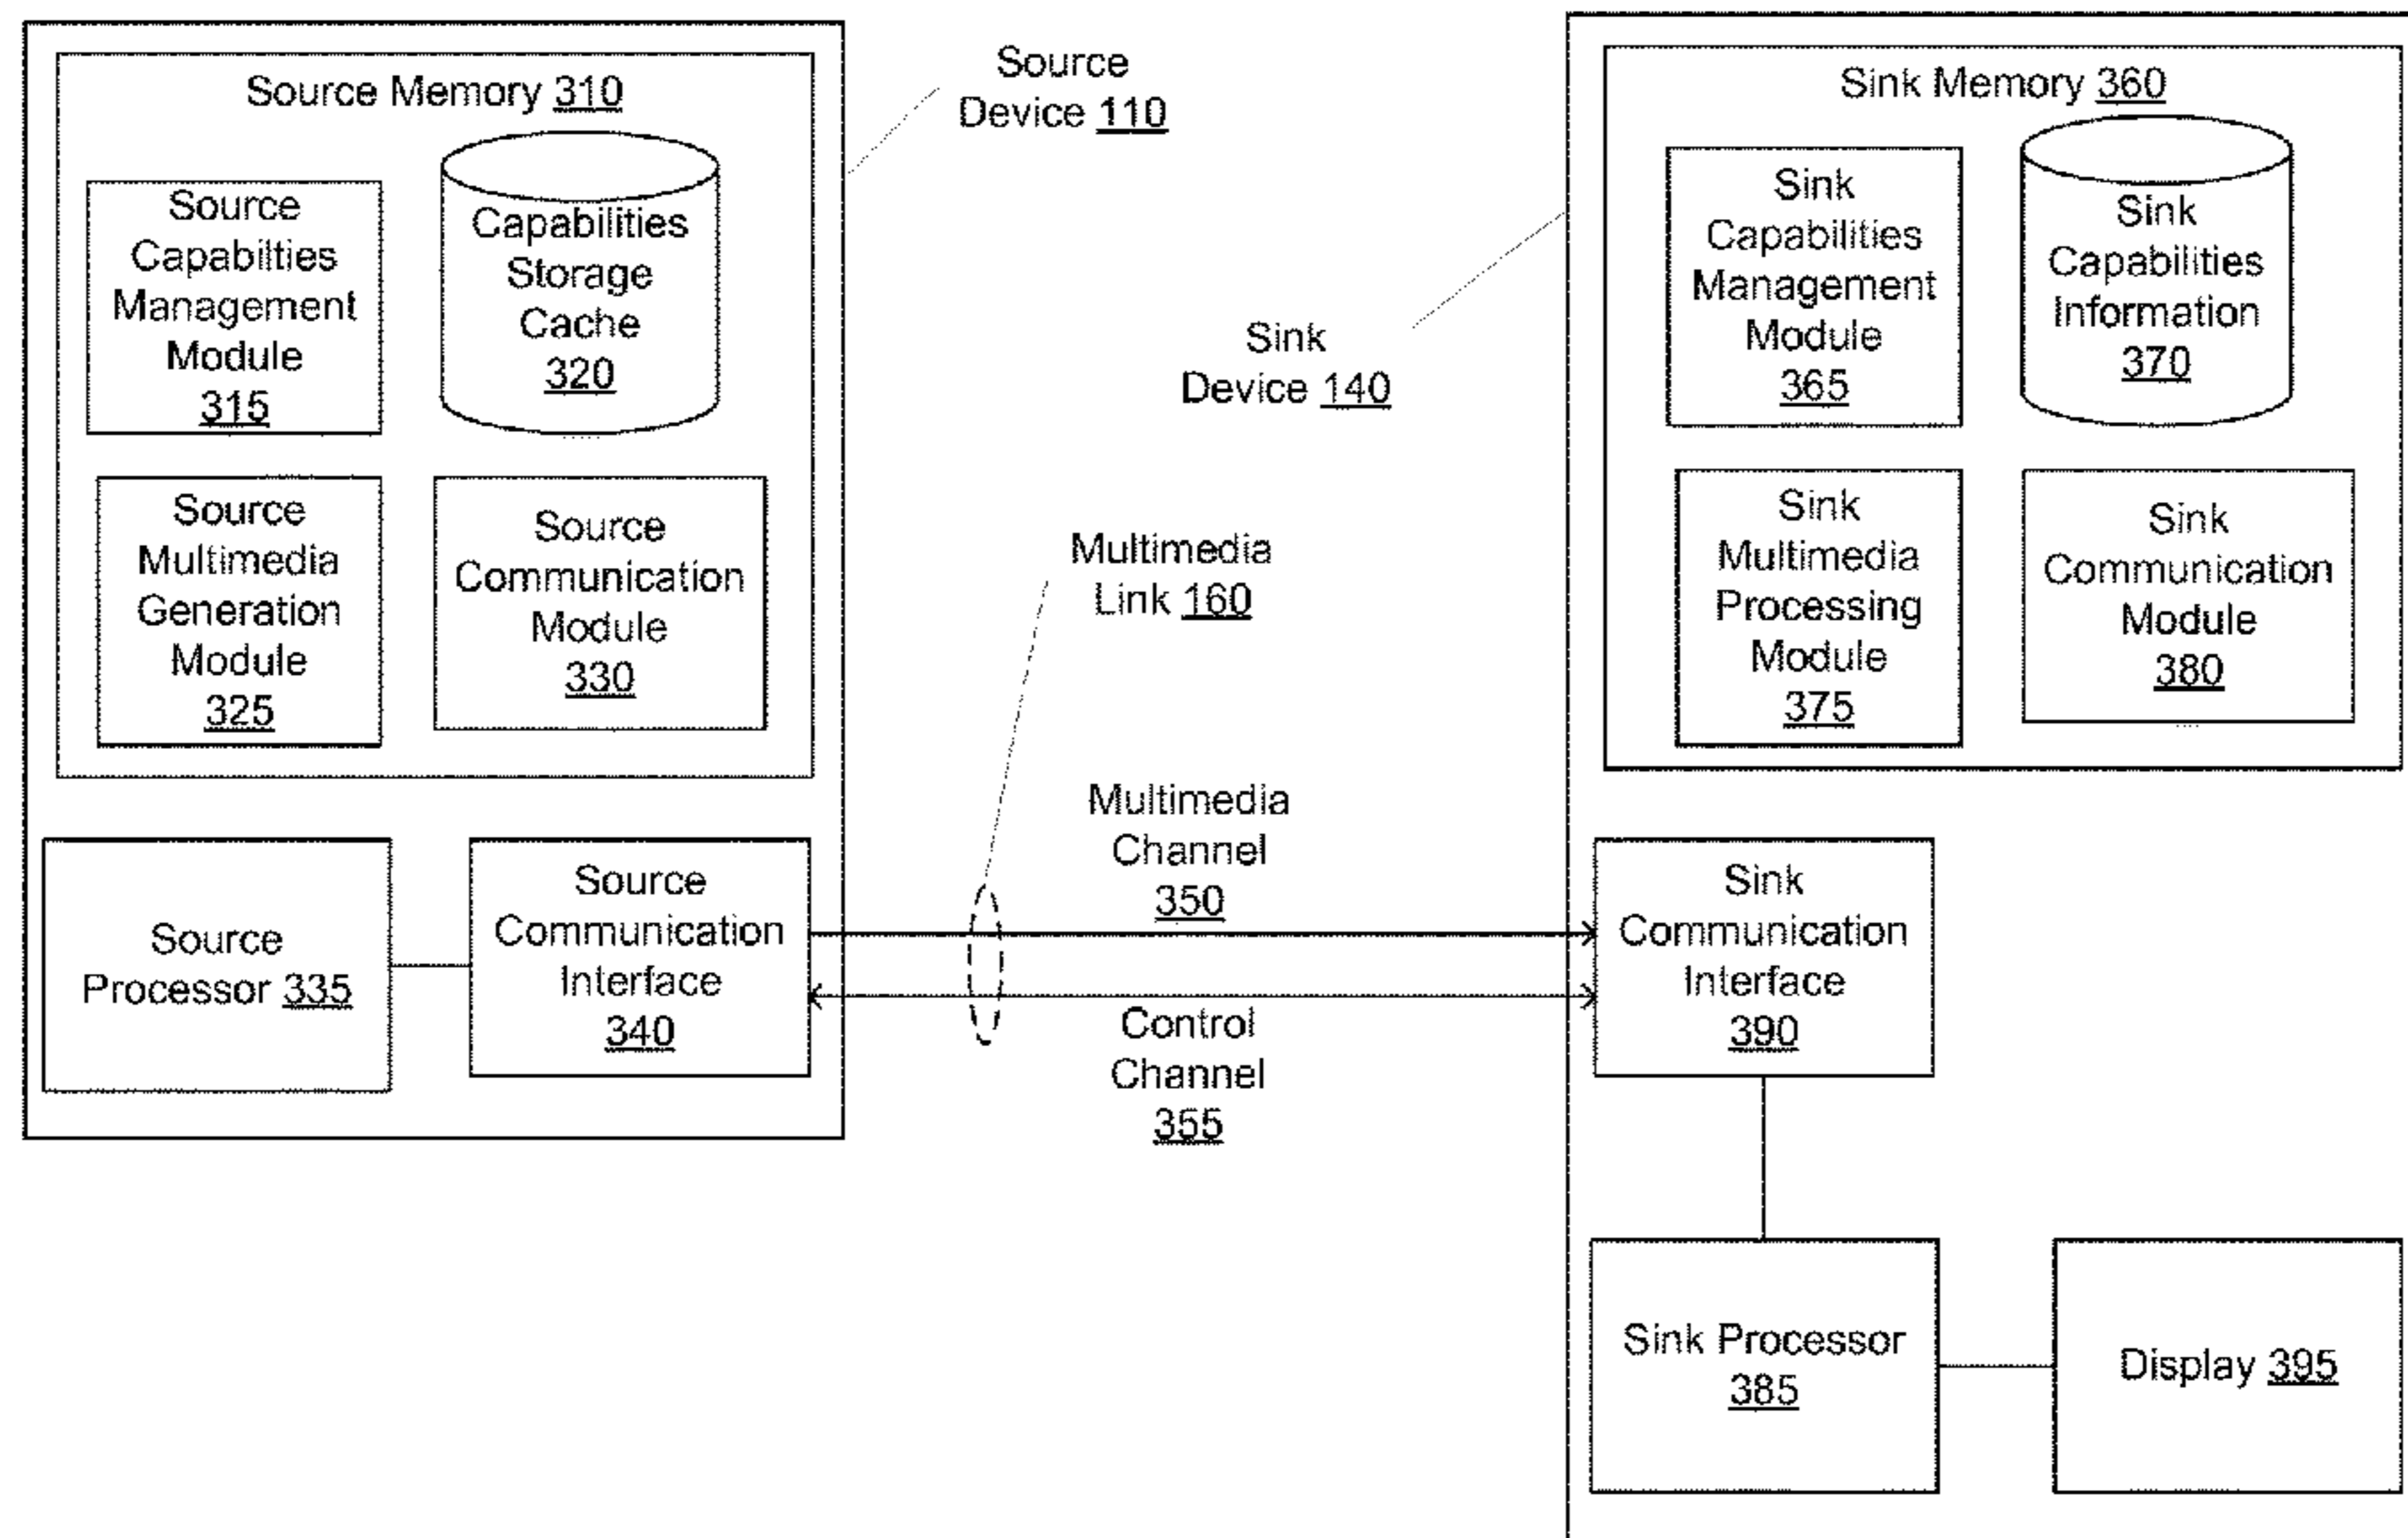 Source Memory 310
Source
Capabilties
Management
Module
315
Capabilities
Storage
Cache
320
Source
Multimedia
Generation
Module
325
Source
Communication
Module
330
Source
Processor 335
Source
Communication
Interface
340
Source
Device 110
Sink
Device 140
Multimedia
Link 160
Multimedia
Channel
350
Control
Channel
355
Sink Memory 360
Sink
Capabilities
Management
Module
365
Sink
Capabilities
Information
370
Sink
Multimedia
Processing
Module
375
Sink
Communication
Module
380
Sink
Communication
Interface
390
Sink Processor
385
Display 395